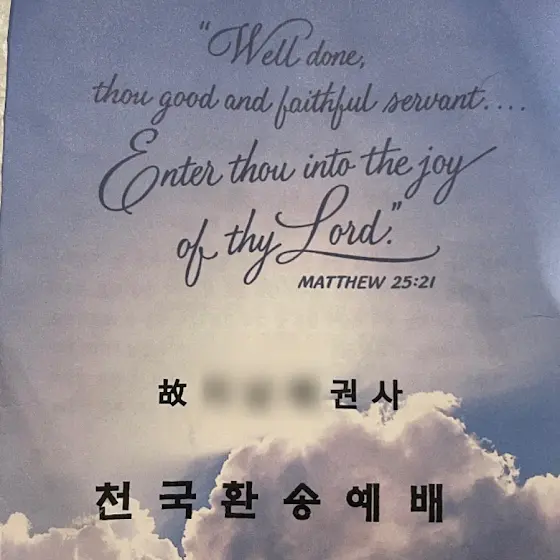 "Well done,
thou good and faithful servant....
Enter thou into the joy
of thy Lord."
MATTHEW 25:21
故 권사
천국환송예배